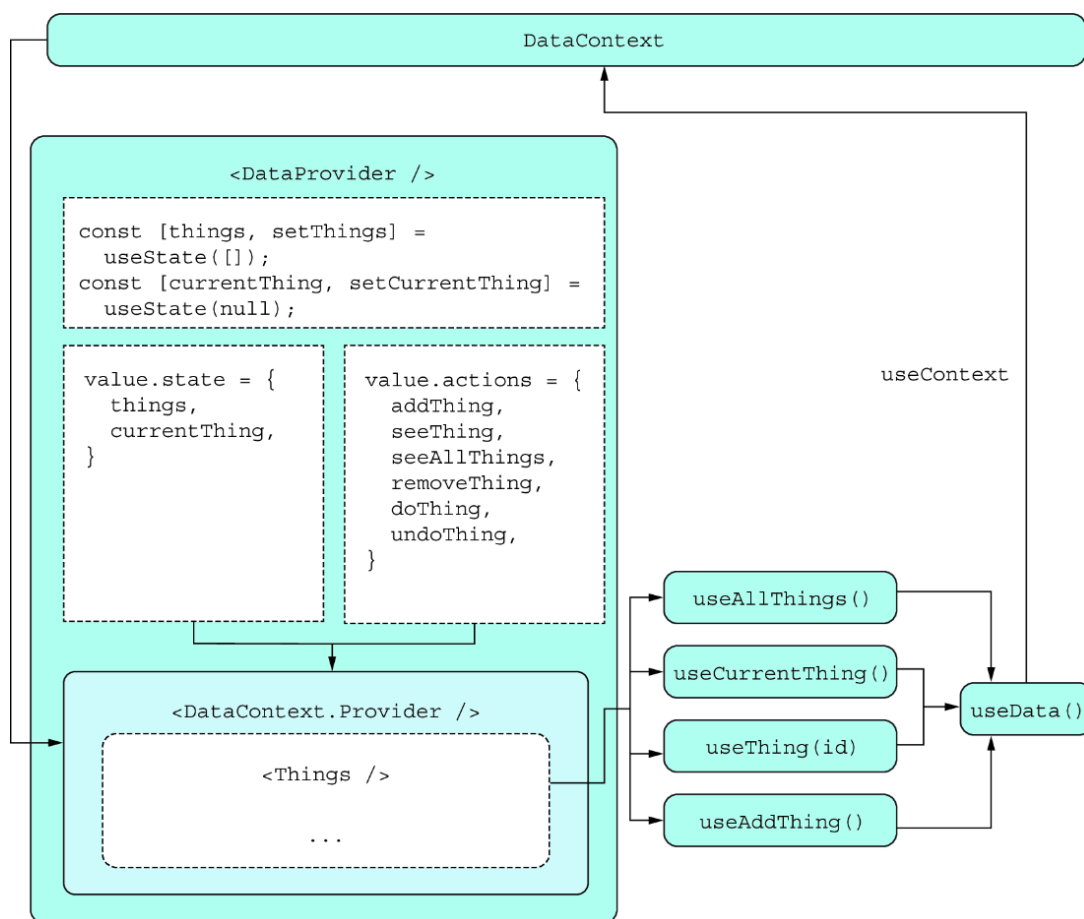 DataContext
<DataProvider />
const [things, setThings] =
  useState([]);
const [currentThing, setCurrentThing] =
  useState(null);
value.state = {
  things,
  currentThing,
}
value.actions = {
  addThing,
  seeThing,
  seeAllThings,
  removeThing,
  doThing,
  undoThing,
}
useContext
<DataContext.Provider />
<Things />
...
useAllThings()
useCurrentThing()
useThing(id)
useAddThing()
useData()